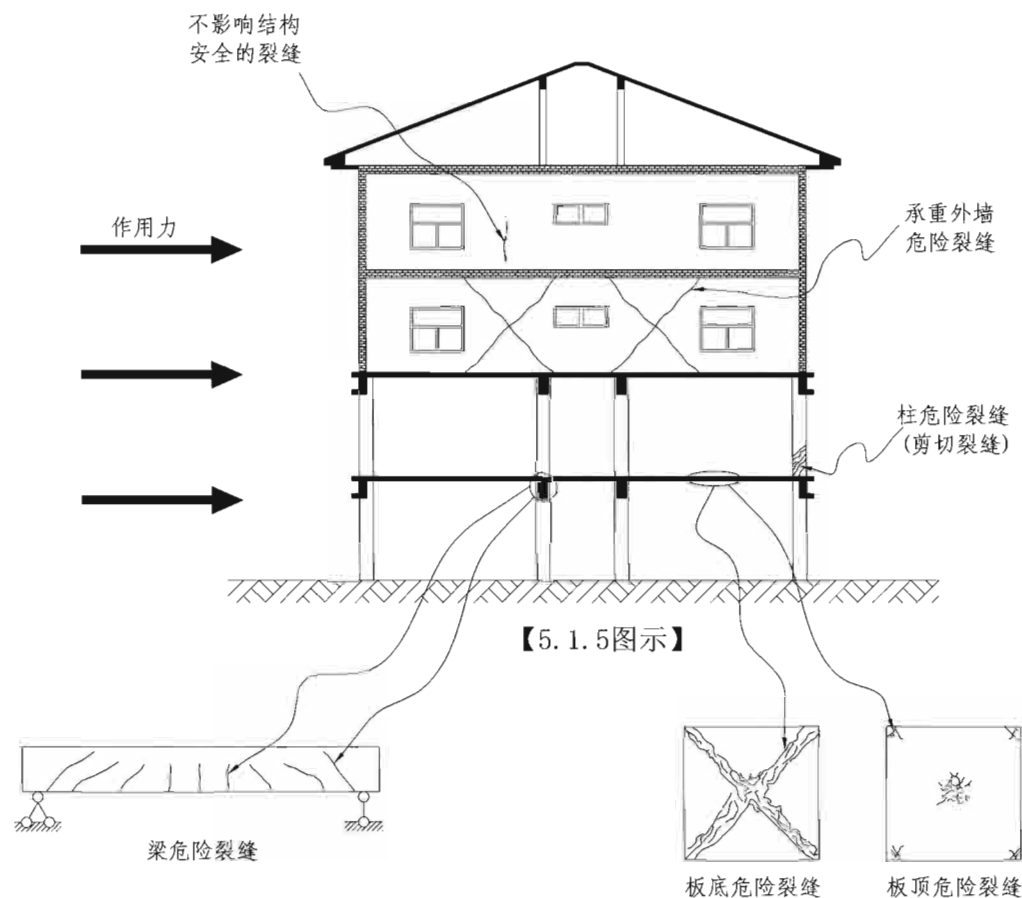 不影响结构
安全的裂缝
作用力
承重外墙
危险裂缝
柱危险裂缝
(剪切裂缝)
【5.1.5图示】
梁危险裂缝
板底危险裂缝
板顶危险裂缝